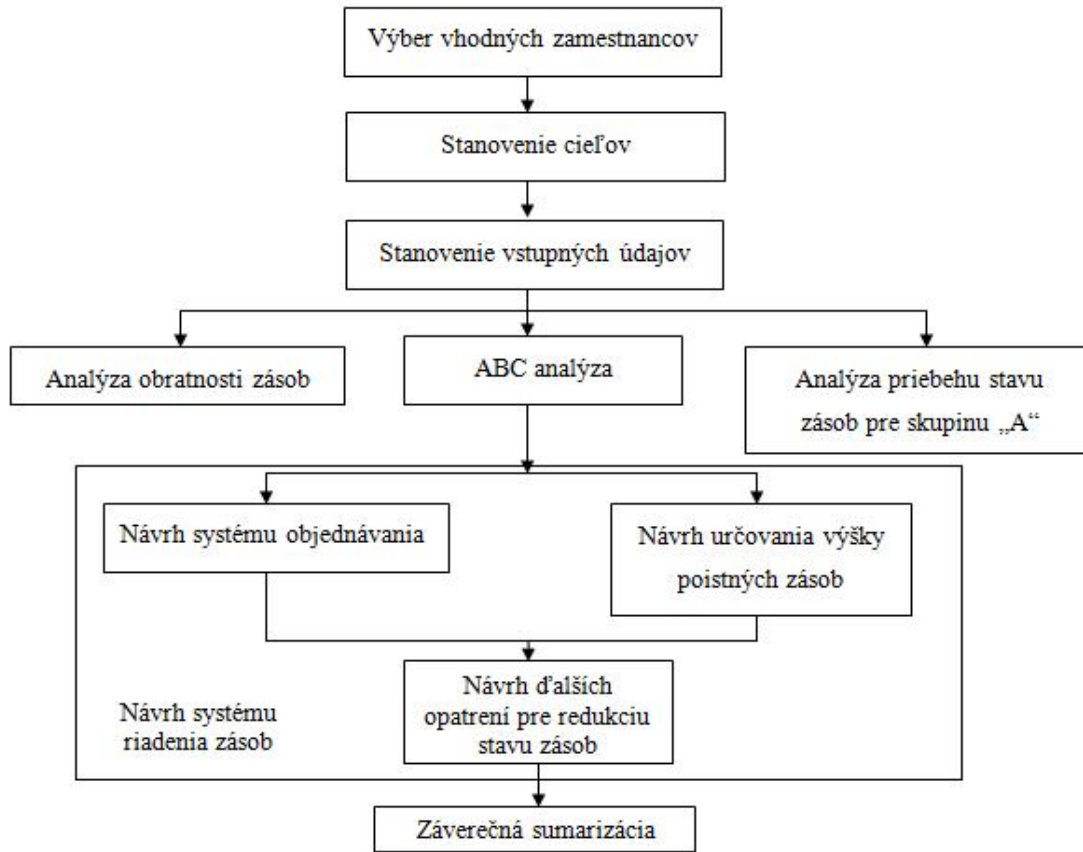 Výber vhodných zamestnancov
Stanovenie cieľov
Stanovenie vstupných údajov
Analýza obratnosti zásob
ABC analýza
Analýza priebehu stavu
zásob pre skupinu „A“
Návrh systému objednávania
Návrh určovania výšky
poistných zásob
Návrh ďalších
opatrení pre redukciu
stavu zásob
Návrh systému
riadenia zásob
Záverečná sumarizácia